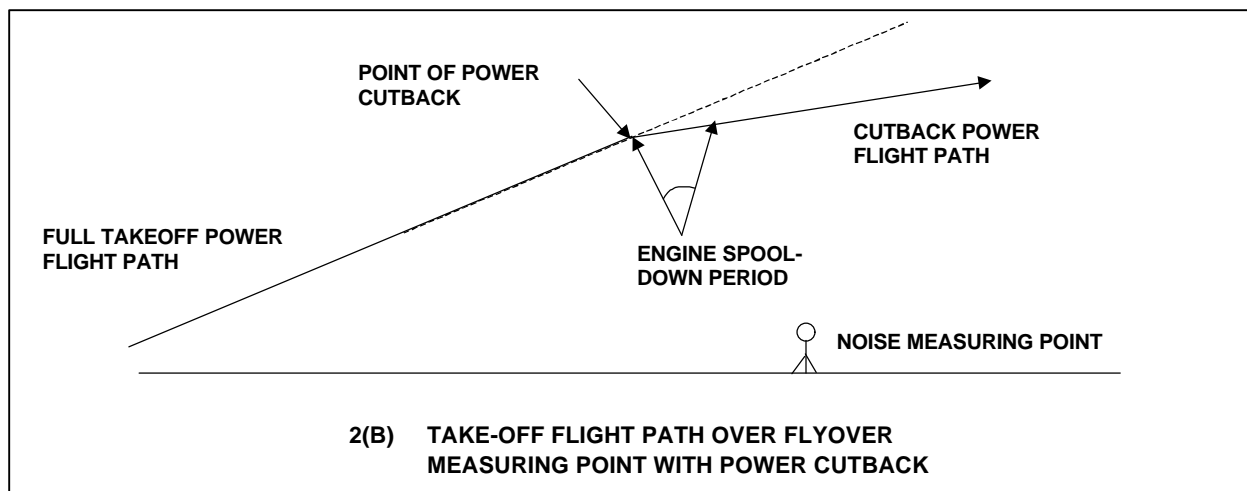 POINT OF POWER
CUTBACK
CUTBACK POWER
FLIGHT PATH
FULL TAKEOFF POWER
FLIGHT PATH
ENGINE SPOOL-
DOWN PERIOD
NOISE MEASURING POINT
2(B) TAKE-OFF FLIGHT PATH OVER FLYOVER
MEASURING POINT WITH POWER CUTBACK